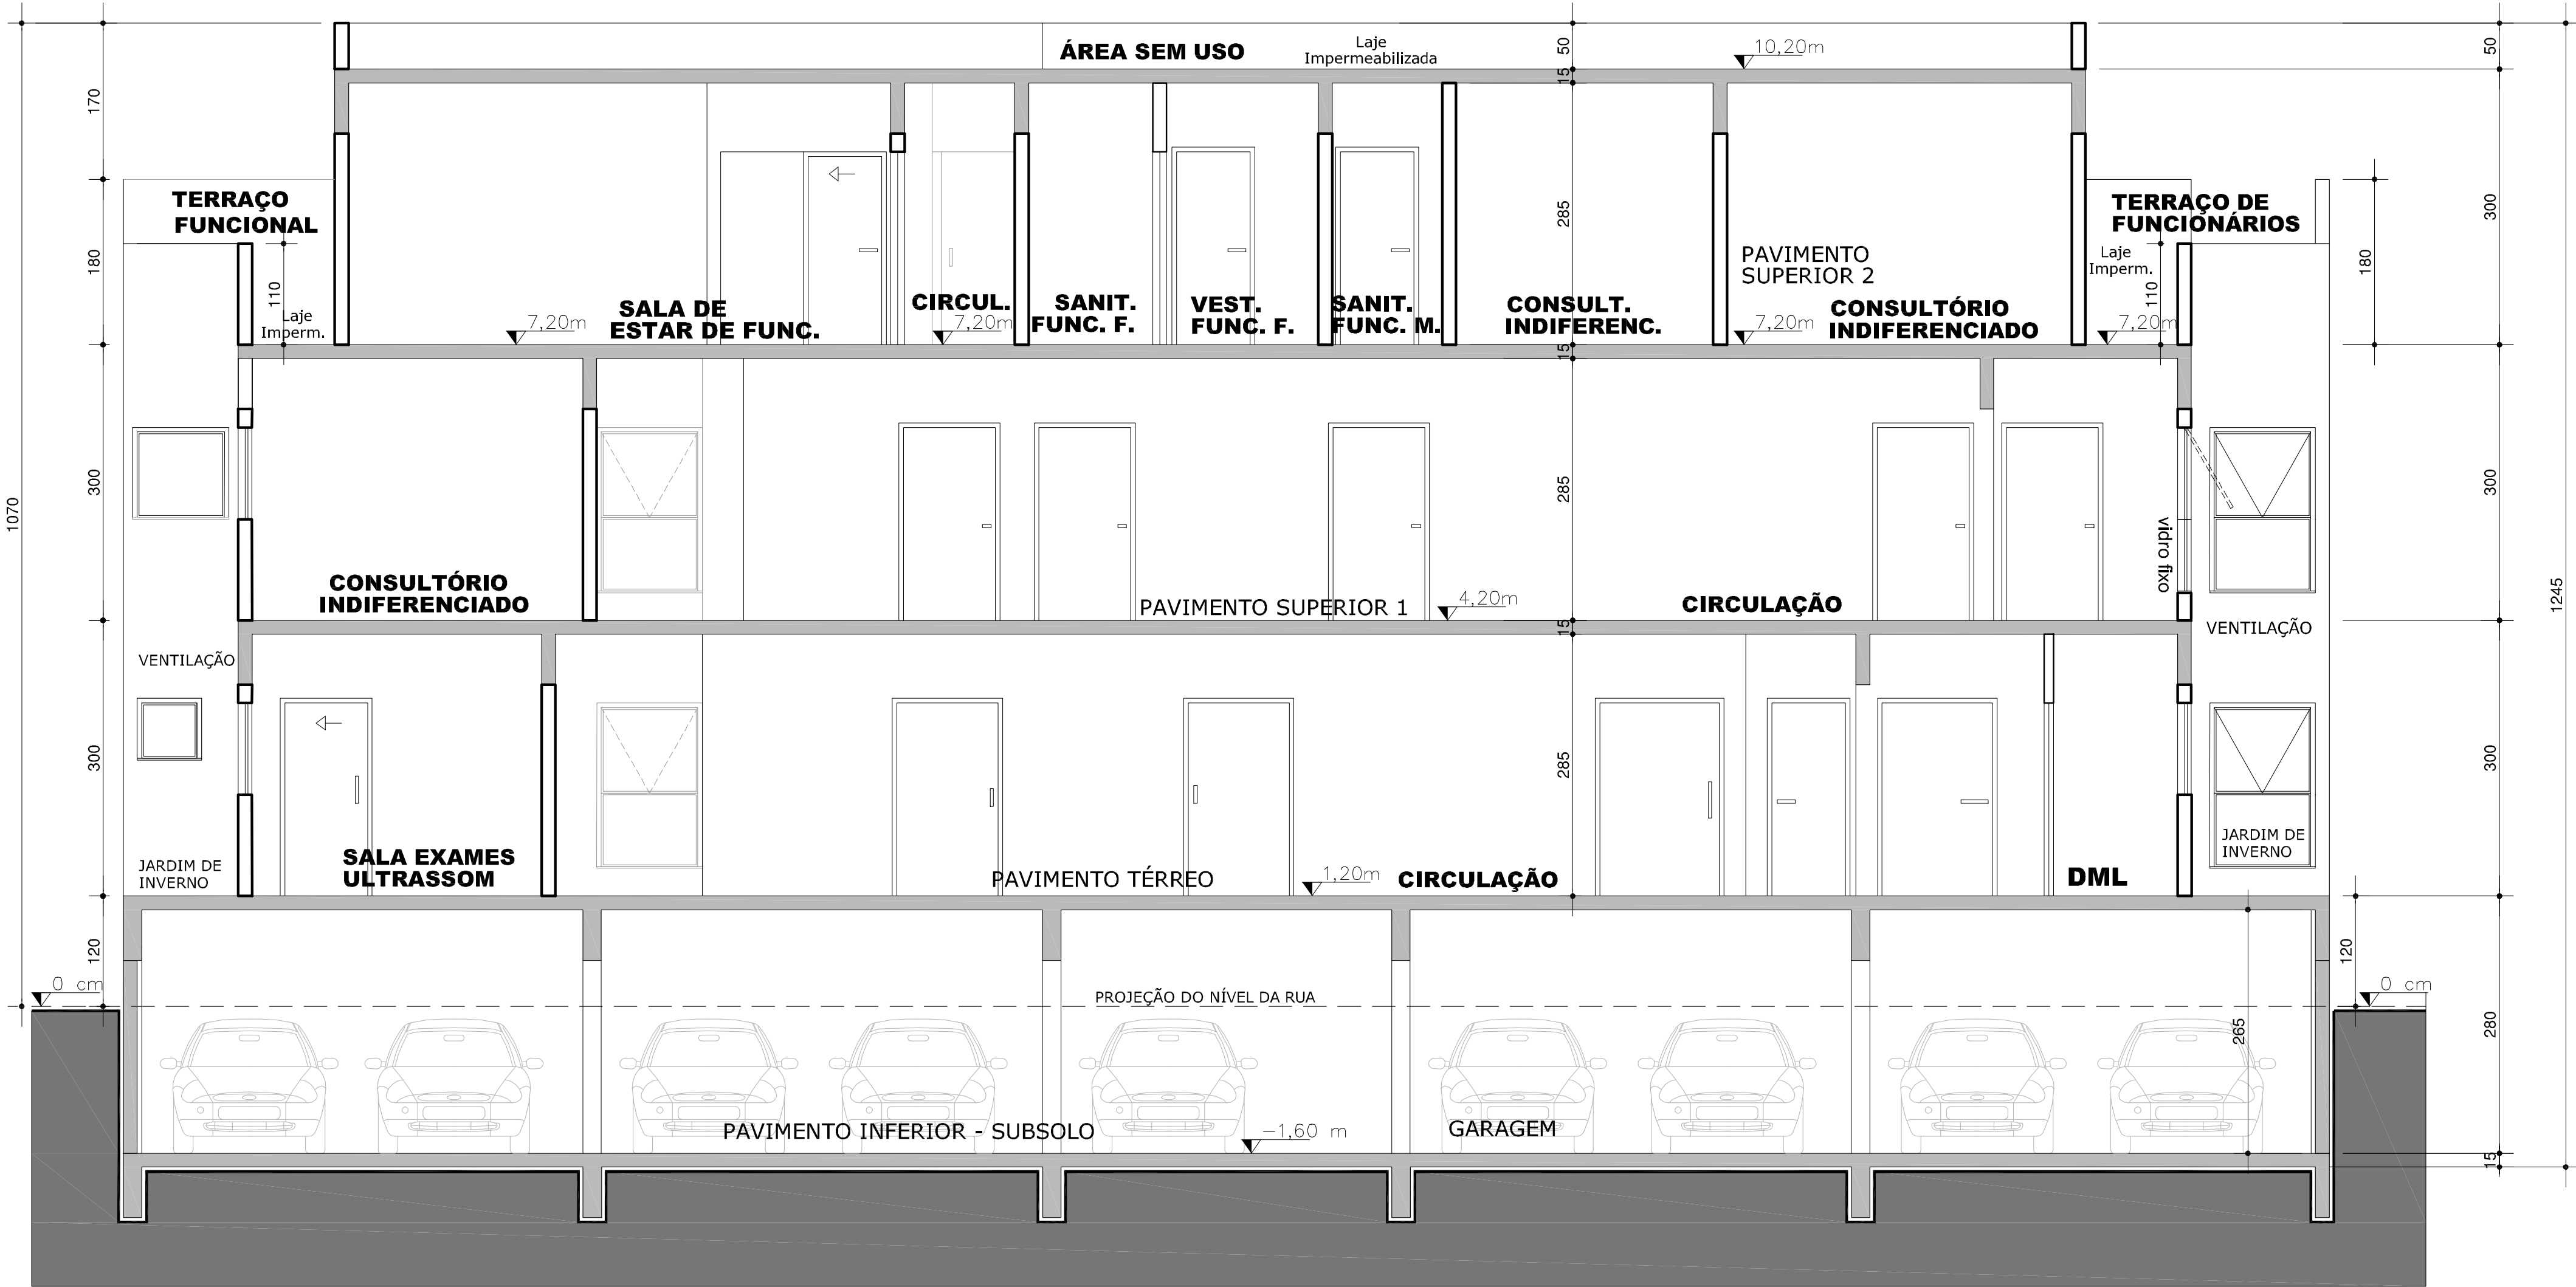 ÁREA SEM USO
Laje
Impermeabilizada
10,20m
50
15
50
170
TERRAÇO
FUNCIONAL
180
110
Laje
Imperm.
7,20m
SALA DE
ESTAR DE FUNC.
CIRCUL.
7,20m
SANIT.
FUNC. F.
VEST.
FUNC. F.
SANIT.
FUNC. M.
CONSULT.
INDIFERENC.
285
PAVIMENTO
SUPERIOR 2
7,20m
CONSULTÓRIO
INDIFERENCIADO
TERRAÇO DE
FUNCIONÁRIOS
Laje
Imperm.
110
7,20m
180
300
15
1070
300
CONSULTÓRIO
INDIFERENCIADO
PAVIMENTO SUPERIOR 1
4,20m
285
CIRCULAÇÃO
vidro fixo
VENTILAÇÃO
300
1245
15
VENTILAÇÃO
300
JARDIM DE
INVERNO
SALA EXAMES
ULTRASSOM
PAVIMENTO TÉRREO
1,20m
CIRCULAÇÃO
285
DML
JARDIM DE
INVERNO
300
120
0 cm
PROJEÇÃO DO NÍVEL DA RUA
265
120
0 cm
280
PAVIMENTO INFERIOR - SUBSOLO
-1,60 m
GARAGEM
15